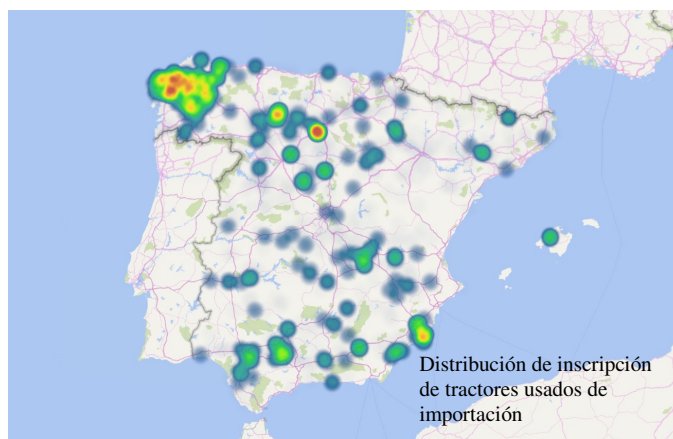 Distribución de inscripción
de tractores usados de
importación